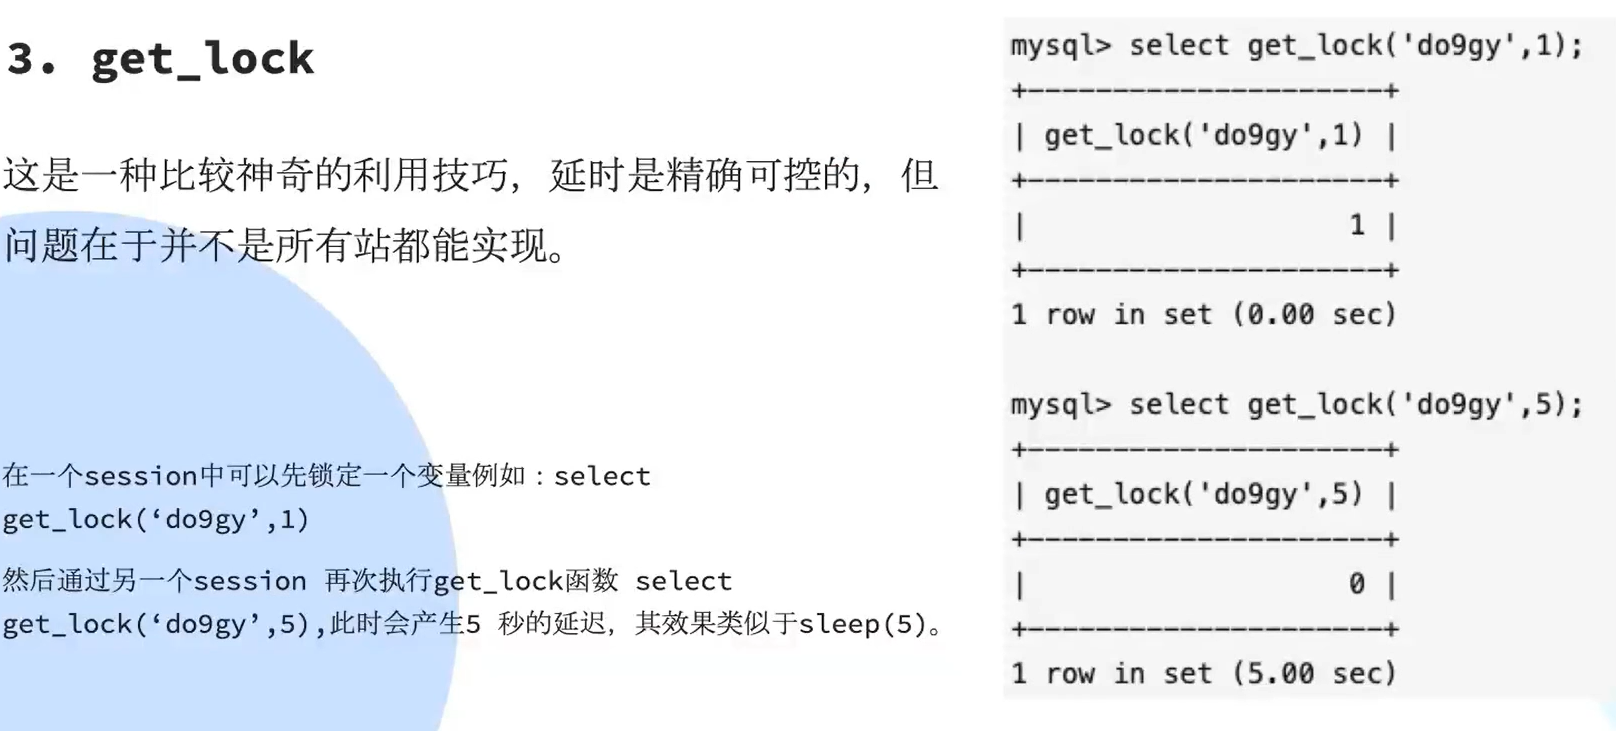 3. get_lock
这是一种比较神奇的利用技巧，延时是精确可控的，但
问题在于并不是所有站都能实现。
在一个session中可以先锁定一个变量例如：select
get_lock(‘do9gy’,1)
然后通过另一个session 再次执行get_lock函数 select
get_lock(‘do9gy’,5),此时会产生5 秒的延迟，其效果类似于sleep(5)。
mysql> select get_lock('do9gy',1);
+---------------------+
| get_lock('do9gy',1) |
+---------------------+
|                   1 |
+---------------------+
1 row in set (0.00 sec)
mysql> select get_lock('do9gy',5);
+---------------------+
| get_lock('do9gy',5) |
+---------------------+
|                   0 |
+---------------------+
1 row in set (5.00 sec)